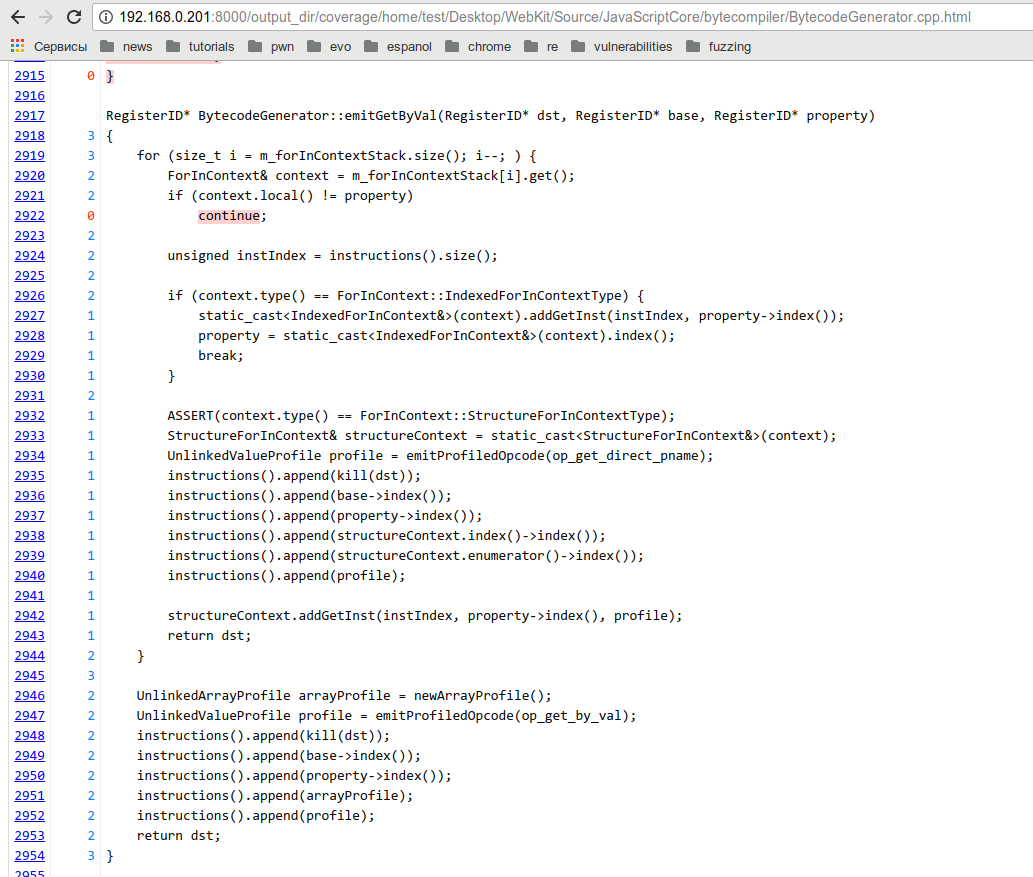 192.168.0.201:8000/output_dir/coverage/home/test/Desktop/WebKit/Source/JavaScriptCore/bytecompiler/BytecodeGenerator.cpp.html
Сервисы news tutorials pwn evo espanol chrome re vulnerabilities fuzzing
2915 0 }
2916
2917 RegisterID* BytecodeGenerator::emitGetByVal(RegisterID* dst, RegisterID* base, RegisterID* property)
2918 3 {
2919 3 for (size_t i = m_forInContextStack.size(); i--; ) {
2920 2 ForInContext& context = m_forInContextStack[i].get();
2921 2 if (context.local() != property)
2922 0 continue;
2923 2
2924 2 unsigned instIndex = instructions().size();
2925 2
2926 2 if (context.type() == ForInContext::IndexedForInContextType) {
2927 1 static_cast<IndexedForInContext&>(context).addGetInst(instIndex, property->index());
2928 1 property = static_cast<IndexedForInContext&>(context).index();
2929 1 break;
2930 1 }
2931 2
2932 1 ASSERT(context.type() == ForInContext::StructureForInContextType);
2933 1 StructureForInContext& structureContext = static_cast<StructureForInContext&>(context);
2934 1 UnlinkedValueProfile profile = emitProfiledOpcode(op_get_direct_pname);
2935 1 instructions().append(kill(dst));
2936 1 instructions().append(base->index());
2937 1 instructions().append(property->index());
2938 1 instructions().append(structureContext.index()->index());
2939 1 instructions().append(structureContext.enumerator()->index());
2940 1 instructions().append(profile);
2941 1
2942 1 structureContext.addGetInst(instIndex, property->index(), profile);
2943 1 return dst;
2944 2 }
2945 3
2946 2 UnlinkedArrayProfile arrayProfile = newArrayProfile();
2947 2 UnlinkedValueProfile profile = emitProfiledOpcode(op_get_by_val);
2948 2 instructions().append(kill(dst));
2949 2 instructions().append(base->index());
2950 2 instructions().append(property->index());
2951 2 instructions().append(arrayProfile);
2952 2 instructions().append(profile);
2953 2 return dst;
2954 3 }
2955